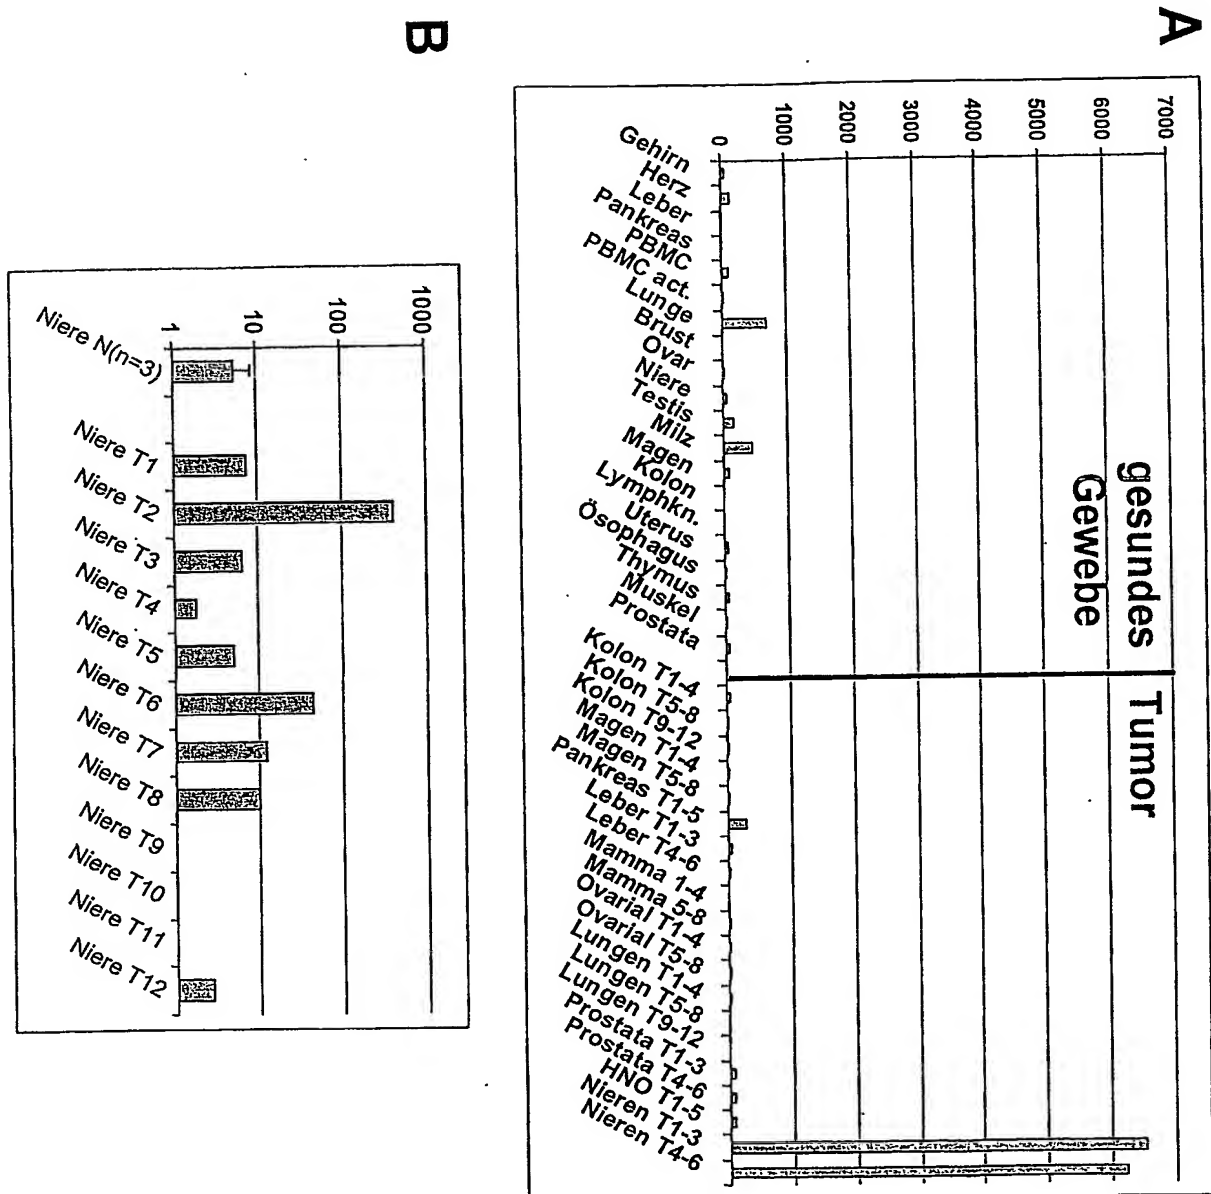 A
7000
6000
5000
4000
3000
2000
1000
0
gesundes
Gewebe
Tumor
Gehirn
Herz
Leber
Pankreas
PBMC
PBMC act.
Lunge
Brust
Ovar
Niere
Testis
Milz
Magen
Kolon
Lymphkn.
Uterus
Ösophagus
Thymus
Muskel
Prostata
Kolon T1-4
Kolon T5-8
Kolon T9-12
Magen T1-4
Magen T5-8
Pankreas T1-5
Leber T1-3
Leber T4-6
Mamma 1-4
Mamma 5-8
Ovarial T1-4
Ovarial T5-8
Lungen T1-4
Lungen T5-8
Lungen T9-12
Prostata T1-3
Prostata T4-6
HNO T1-5
Nieren T1-3
Nieren T4-6
B
1000
100
10
1
Niere N(n=3)
Niere T1
Niere T2
Niere T3
Niere T4
Niere T5
Niere T6
Niere T7
Niere T8
Niere T9
Niere T10
Niere T11
Niere T12